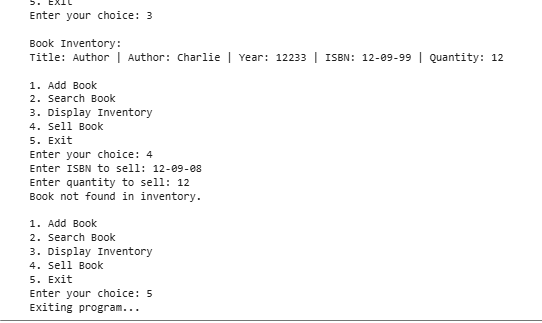 5. Exit
Enter your choice: 3
Book Inventory:
Title: Author | Author: Charlie | Year: 12233 | ISBN: 12-09-99 | Quantity: 12
1. Add Book
2. Search Book
3. Display Inventory
4. Sell Book
5. Exit
Enter your choice: 4
Enter ISBN to sell: 12-09-08
Enter quantity to sell: 12
Book not found in inventory.
1. Add Book
2. Search Book
3. Display Inventory
4. Sell Book
5. Exit
Enter your choice: 5
Exiting program...